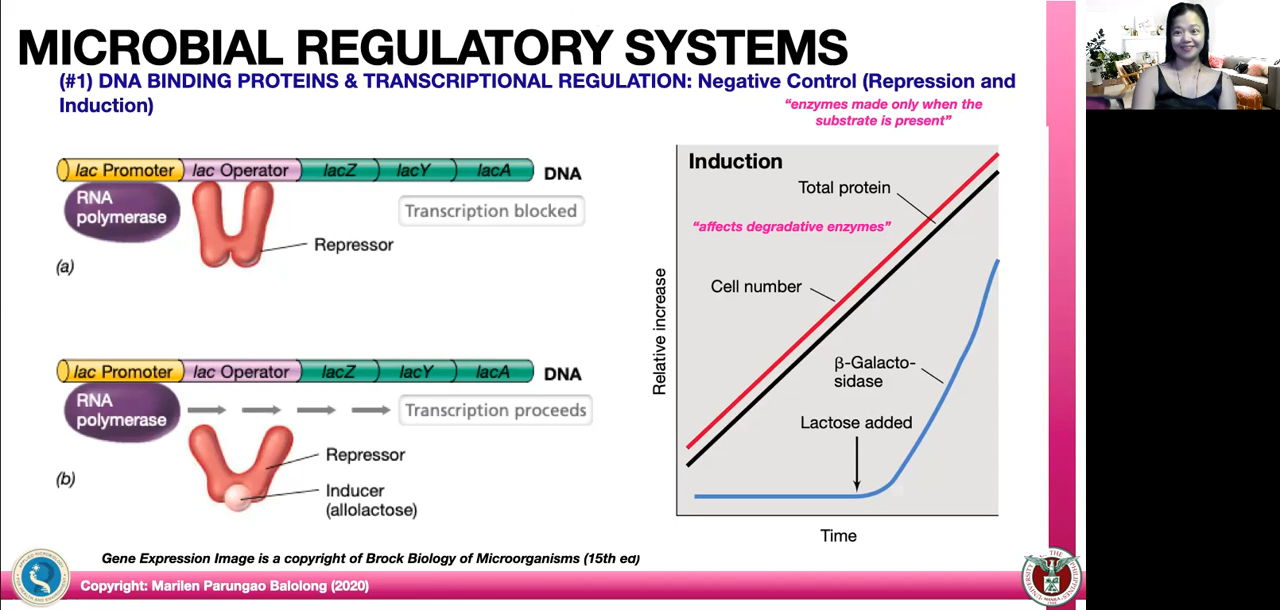 MICROBIAL REGULATORY SYSTEMS
(#1) DNA BINDING PROTEINS & TRANSCRIPTIONAL REGULATION: Negative Control (Repression and
Induction)
“enzymes made only when the
substrate is present”
lac Promoter lac Operator lacZ lacY lacA DNA
RNA
polymerase
Transcription blocked
Repressor
(a)
lac Promoter lac Operator lacZ lacY lacA DNA
RNA
polymerase
Transcription proceeds
Repressor
(b)
Inducer
(allolactose)
Induction
Total protein
“affects degradative enzymes”
Cell number
Relative increase
β-Galacto-
sidase
Lactose added
Time
Gene Expression Image is a copyright of Brock Biology of Microorganisms (15th ed)
Copyright: Marilen Parungao Balolong (2020)